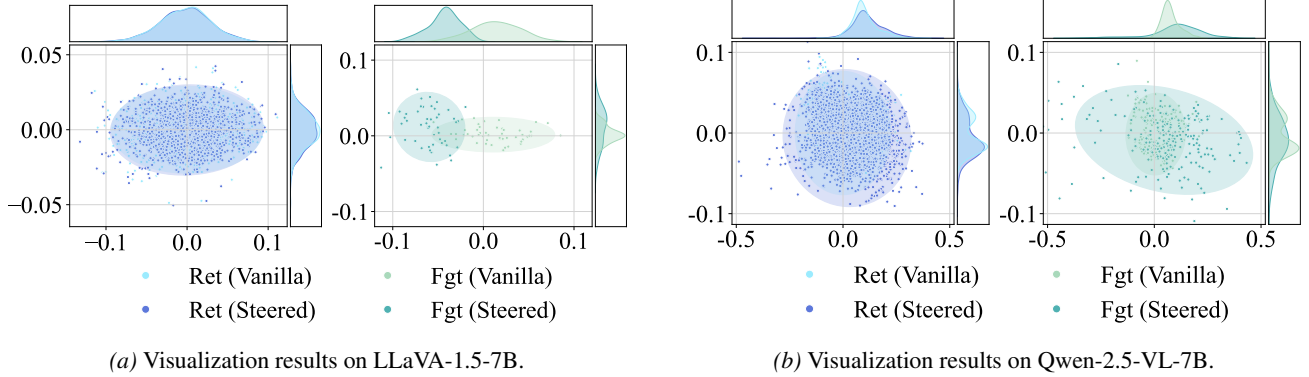 0.05
0.00
−0.05
−0.1
0.0
0.1
0.1
0.0
-0.1
-0.1
0.0
0.1
0.1
0.0
-0.1
-0.5
0.0
0.5
0.1
0.0
-0.1
-0.5
0.0
0.5
Ret (Vanilla)
Fgt (Vanilla)
Ret (Vanilla)
Fgt (Vanilla)
Ret (Steered)
Fgt (Steered)
Ret (Steered)
Fgt (Steered)
(a) Visualization results on LLaVA-1.5-7B.
(b) Visualization results on Qwen-2.5-VL-7B.